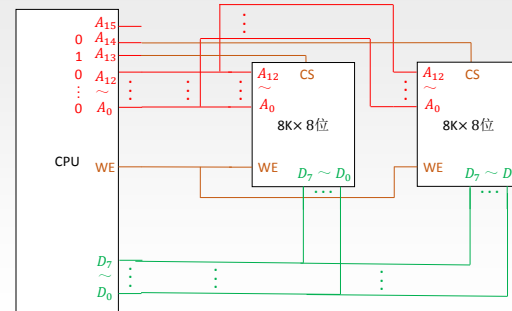 A₁₅
0 A₁₄
1 A₁₃
0 A₁₂
⋮ ~
0 A₀
CPU
WE
D₇
~
D₀
CS
A₁₂
~
A₀
8K× 8位
WE
D₇ ~ D₀
CS
A₁₂
~
A₀
8K× 8位
WE
D₇ ~ D₀